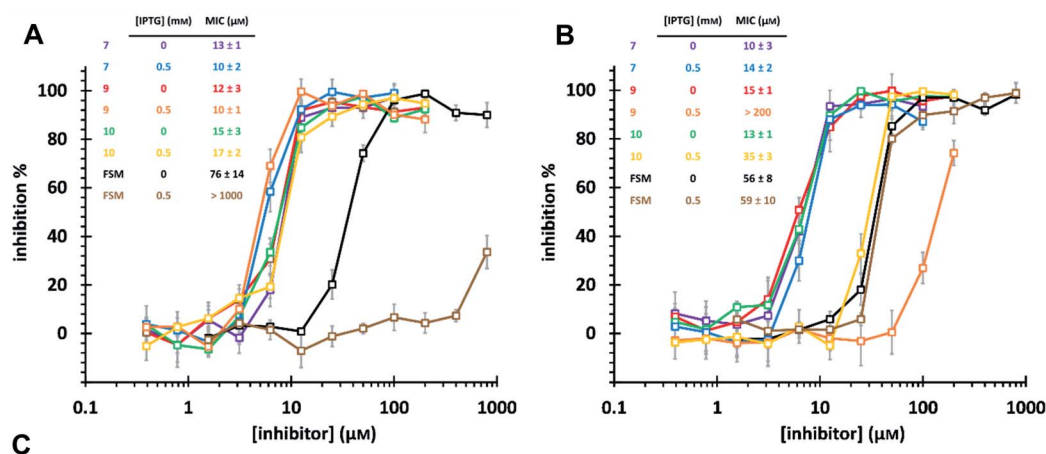 A
[IPTG] (mM) MIC (μM)
7 0 13 ± 1
7 0.5 10 ± 2
9 0 12 ± 3
9 0.5 10 ± 1
10 0 15 ± 3
10 0.5 17 ± 2
FSM 0 76 ± 14
FSM 0.5 > 1000
inhibition %
100
80
60
40
20
0
0.1 1 10 100 1000
[inhibitor] (μM)
B
[IPTG] (mM) MIC (μM)
7 0 10 ± 3
7 0.5 14 ± 2
9 0 15 ± 1
9 0.5 > 200
10 0 13 ± 1
10 0.5 35 ± 3
FSM 0 56 ± 8
FSM 0.5 59 ± 10
inhibition %
100
80
60
40
20
0
0.1 1 10 100 1000
[inhibitor] (μM)
C